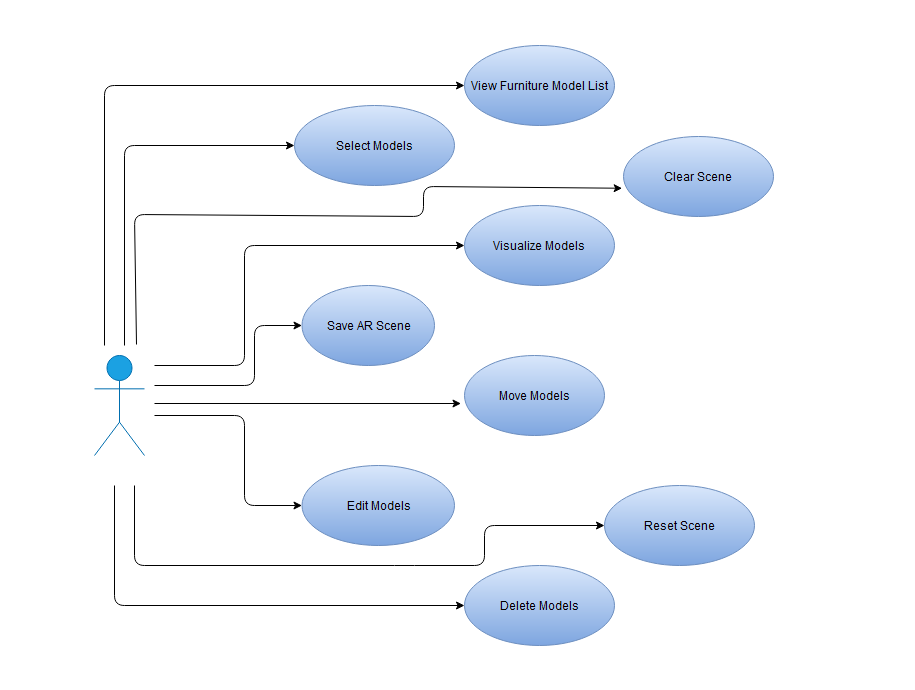 View Furniture Model List
Select Models
Clear Scene
Visualize Models
Save AR Scene
Move Models
Edit Models
Reset Scene
Delete Models